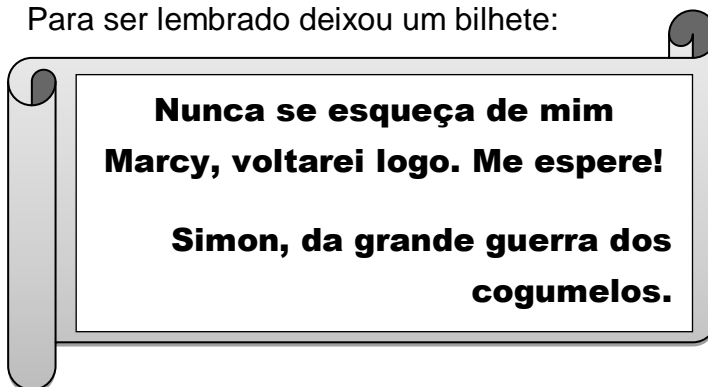 Para ser lembrado deixou um bilhete:
Nunca se esqueça de mim
Marcy, voltarei logo. Me espere!
Simon, da grande guerra dos
cogumelos.